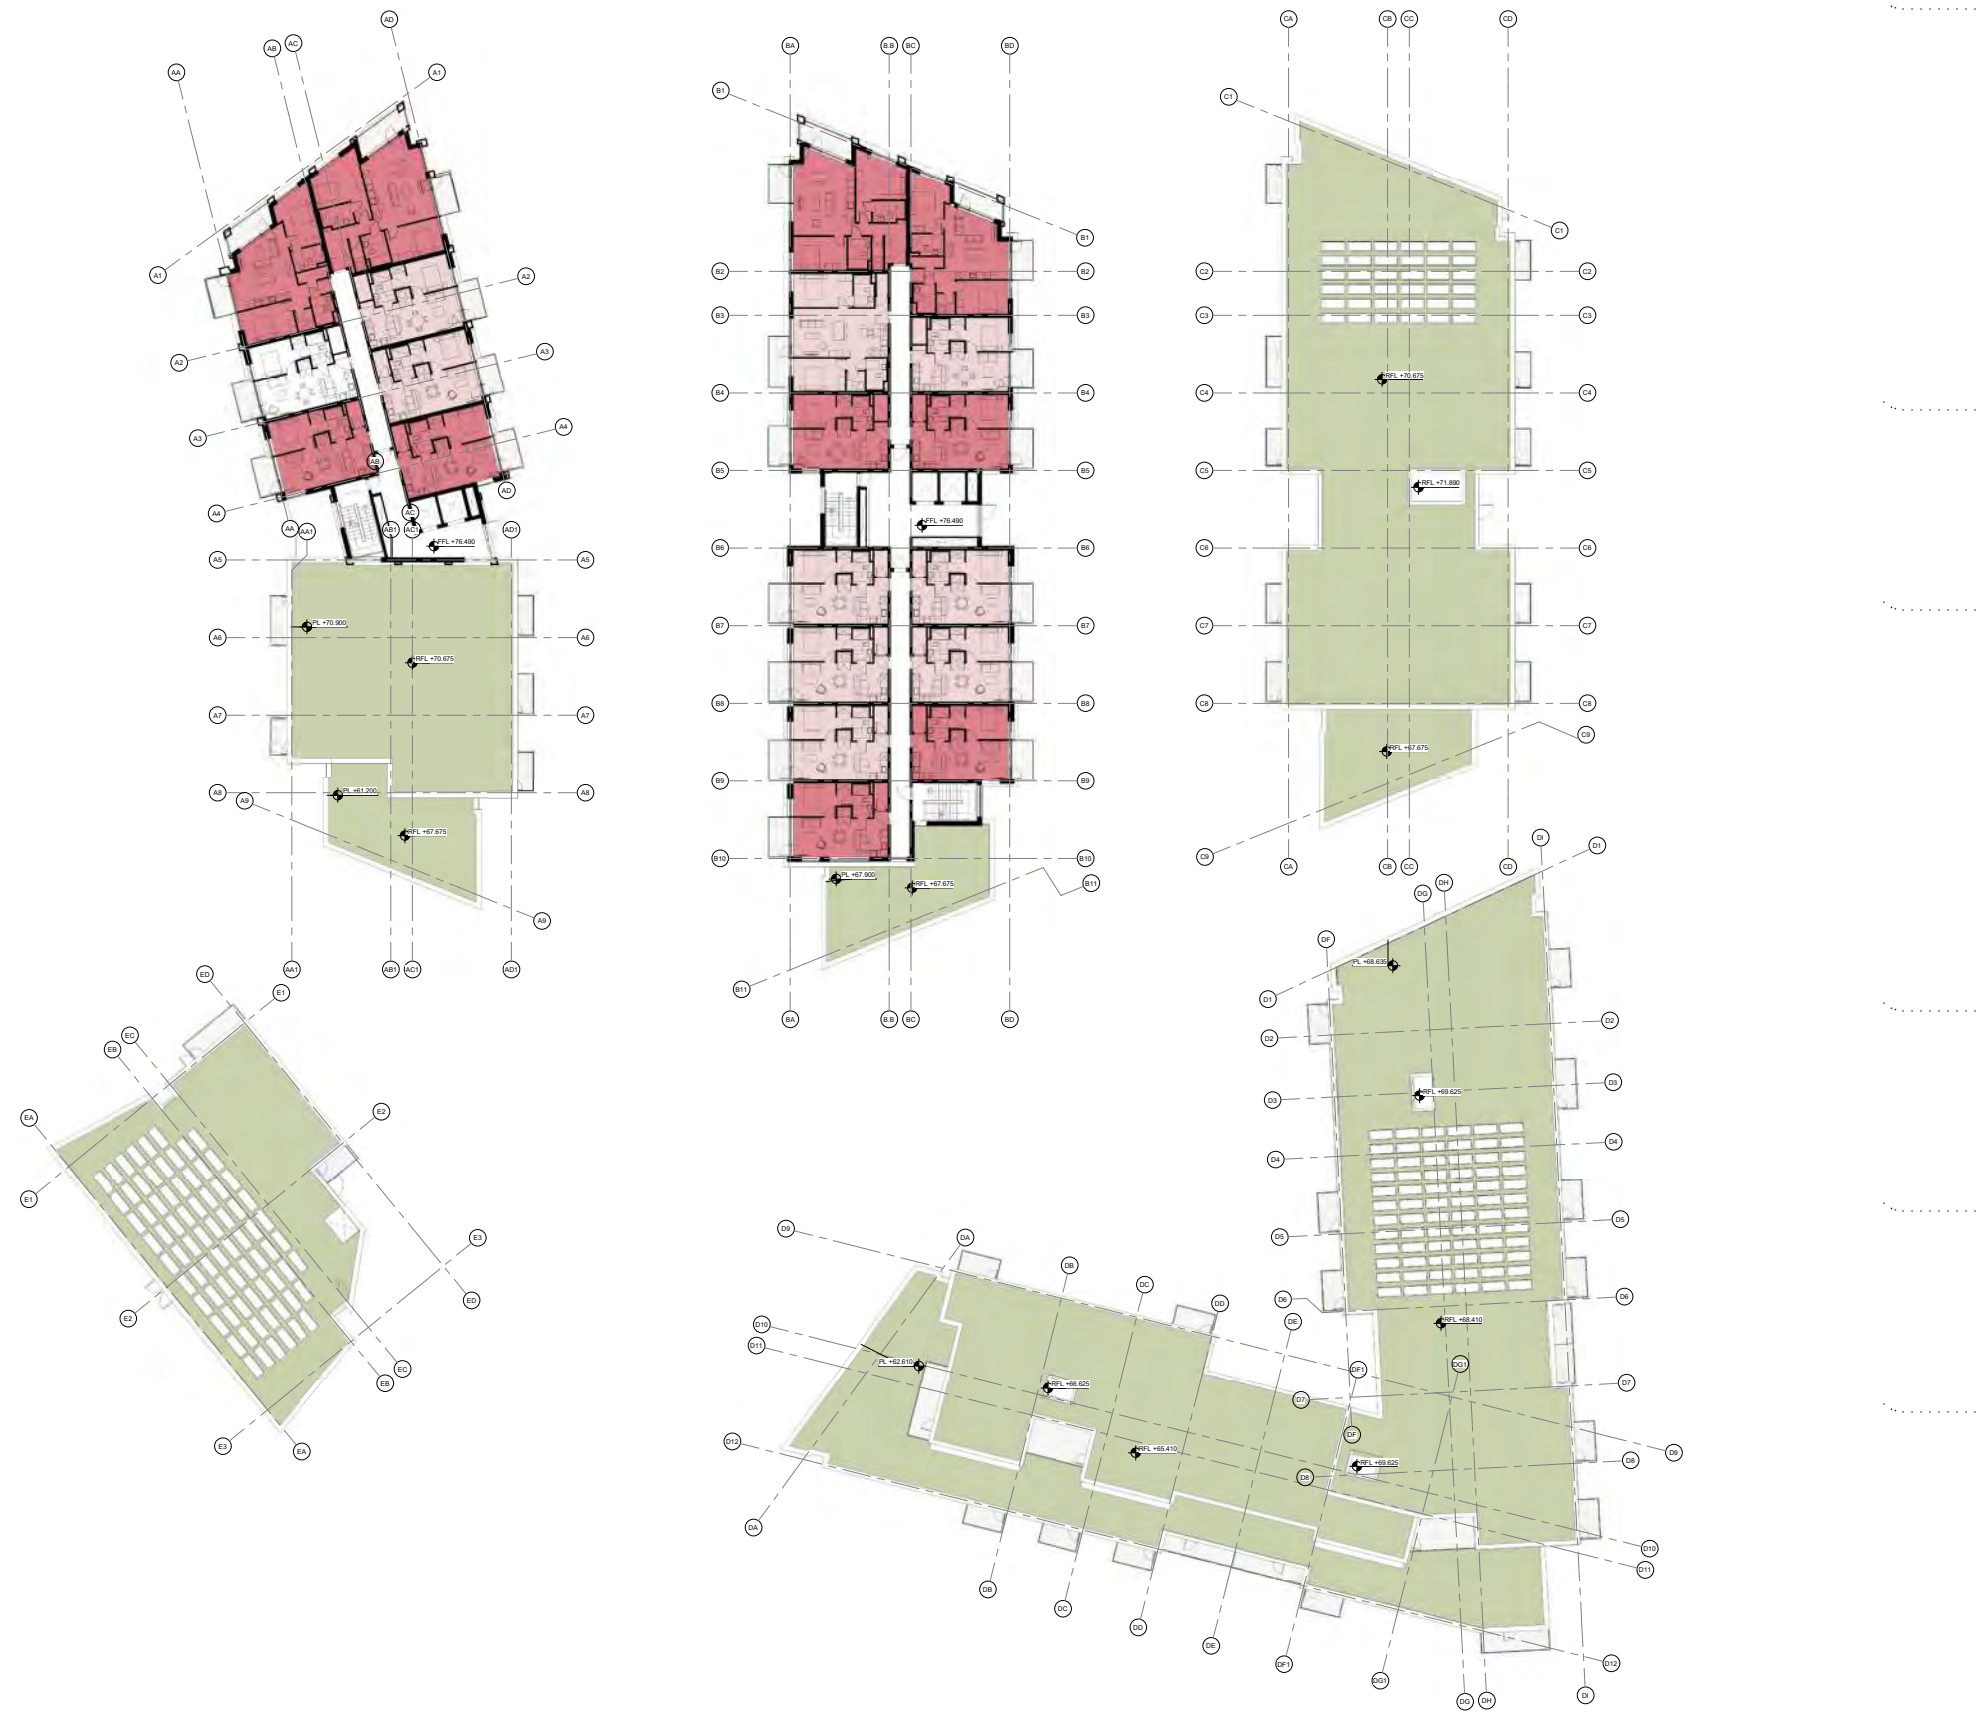 AA
AB
AC
AD
A1
A1
A2
A2
A3
A3
A4
A4
AB
AC
AD
AA
AA1
AB1
AC1
AD1
FFL +76.490
A5
A5
PL +70.900
A6
A6
RFL +70.675
A7
A7
A8
A8
PL +61.200
A9
RFL +67.675
A9
AA1
AB1
AC1
AD1
BA
B.B
BC
BD
B1
B1
B2
B2
B3
B3
B4
B4
B5
B5
FFL +76.490
B6
B6
B7
B7
B8
B8
B9
B9
B10
B10
PL +67.900
RFL +67.675
B11
B11
BA
B.B
BC
BD
CA
CB
CC
CD
C1
C1
C2
C2
C3
C3
RFL +70.675
C4
C4
C5
C5
RFL +71.890
C6
C6
C7
C7
C8
C8
RFL +67.675
C9
C9
CA
CB
CC
CD
ED
E1
EC
EB
EA
E2
E1
E3
E2
ED
EC
EB
E3
EA
DI
D1
DG
DH
DF
PL +68.635
D1
D2
D2
D3
RFL +69.625
D3
D4
D4
D5
D5
D6
D6
RFL +68.410
DG1
DF1
D7
D7
DF
D9
D8
RFL +69.625
D8
D9
DA
DB
DC
DD
DE
D10
D11
PL +62.610
RFL +66.625
D12
RFL +65.410
DA
DB
DC
DD
DE
DF1
DG1
DG
DH
DI
D10
D11
D12